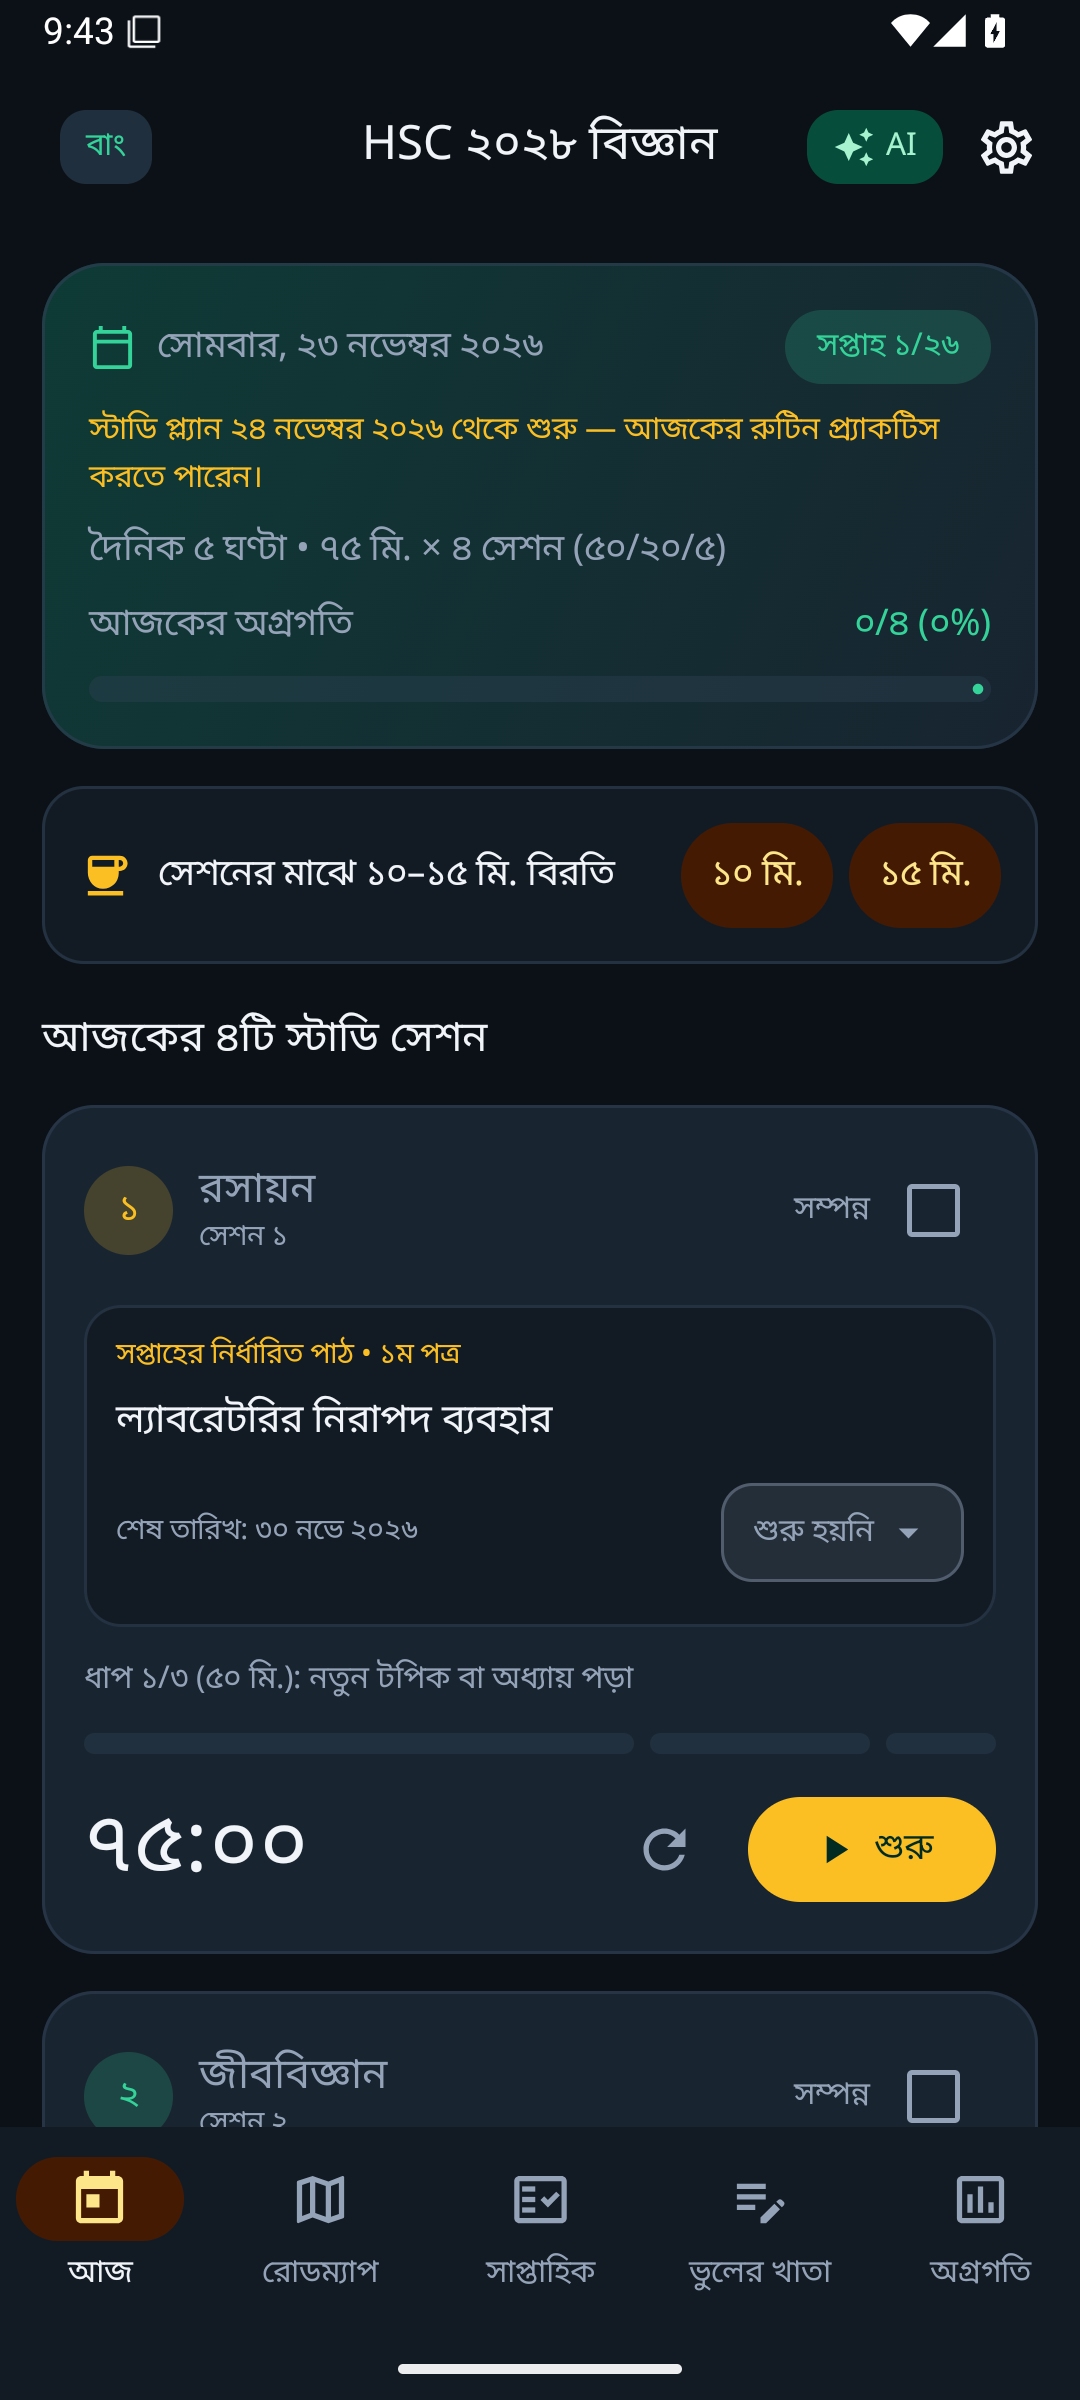 9:43
বাং
HSC ২০২৮ বিজ্ঞান
AI
সোমবার, ২৩ নভেম্বর ২০২৬
সপ্তাহ ১/২৬
স্টাডি প্ল্যান ২৪ নভেম্বর ২০২৬ থেকে শুরু — আজকের রুটিন প্র্যাকটিস
করতে পারেন।
দৈনিক ৫ ঘণ্টা • ৭৫ মি. × ৪ সেশন (৫০/২০/৫)
আজকের অগ্রগতি
০/৪ (০%)
সেশনের মাঝে ১০–১৫ মি. বিরতি
১০ মি.
১৫ মি.
আজকের ৪টি স্টাডি সেশন
১
রসায়ন
সেশন ১
সম্পন্ন
সপ্তাহের নির্ধারিত পাঠ • ১ম পত্র
ল্যাবরেটরির নিরাপদ ব্যবহার
শেষ তারিখ: ৩০ নভে ২০২৬
শুরু হয়নি
ধাপ ১/৩ (৫০ মি.): নতুন টপিক বা অধ্যায় পড়া
৭৫:০০
শুরু
২
জীববিজ্ঞান
সেশন ২
সম্পন্ন
আজ
রোডম্যাপ
সাপ্তাহিক
ভুলের খাতা
অগ্রগতি